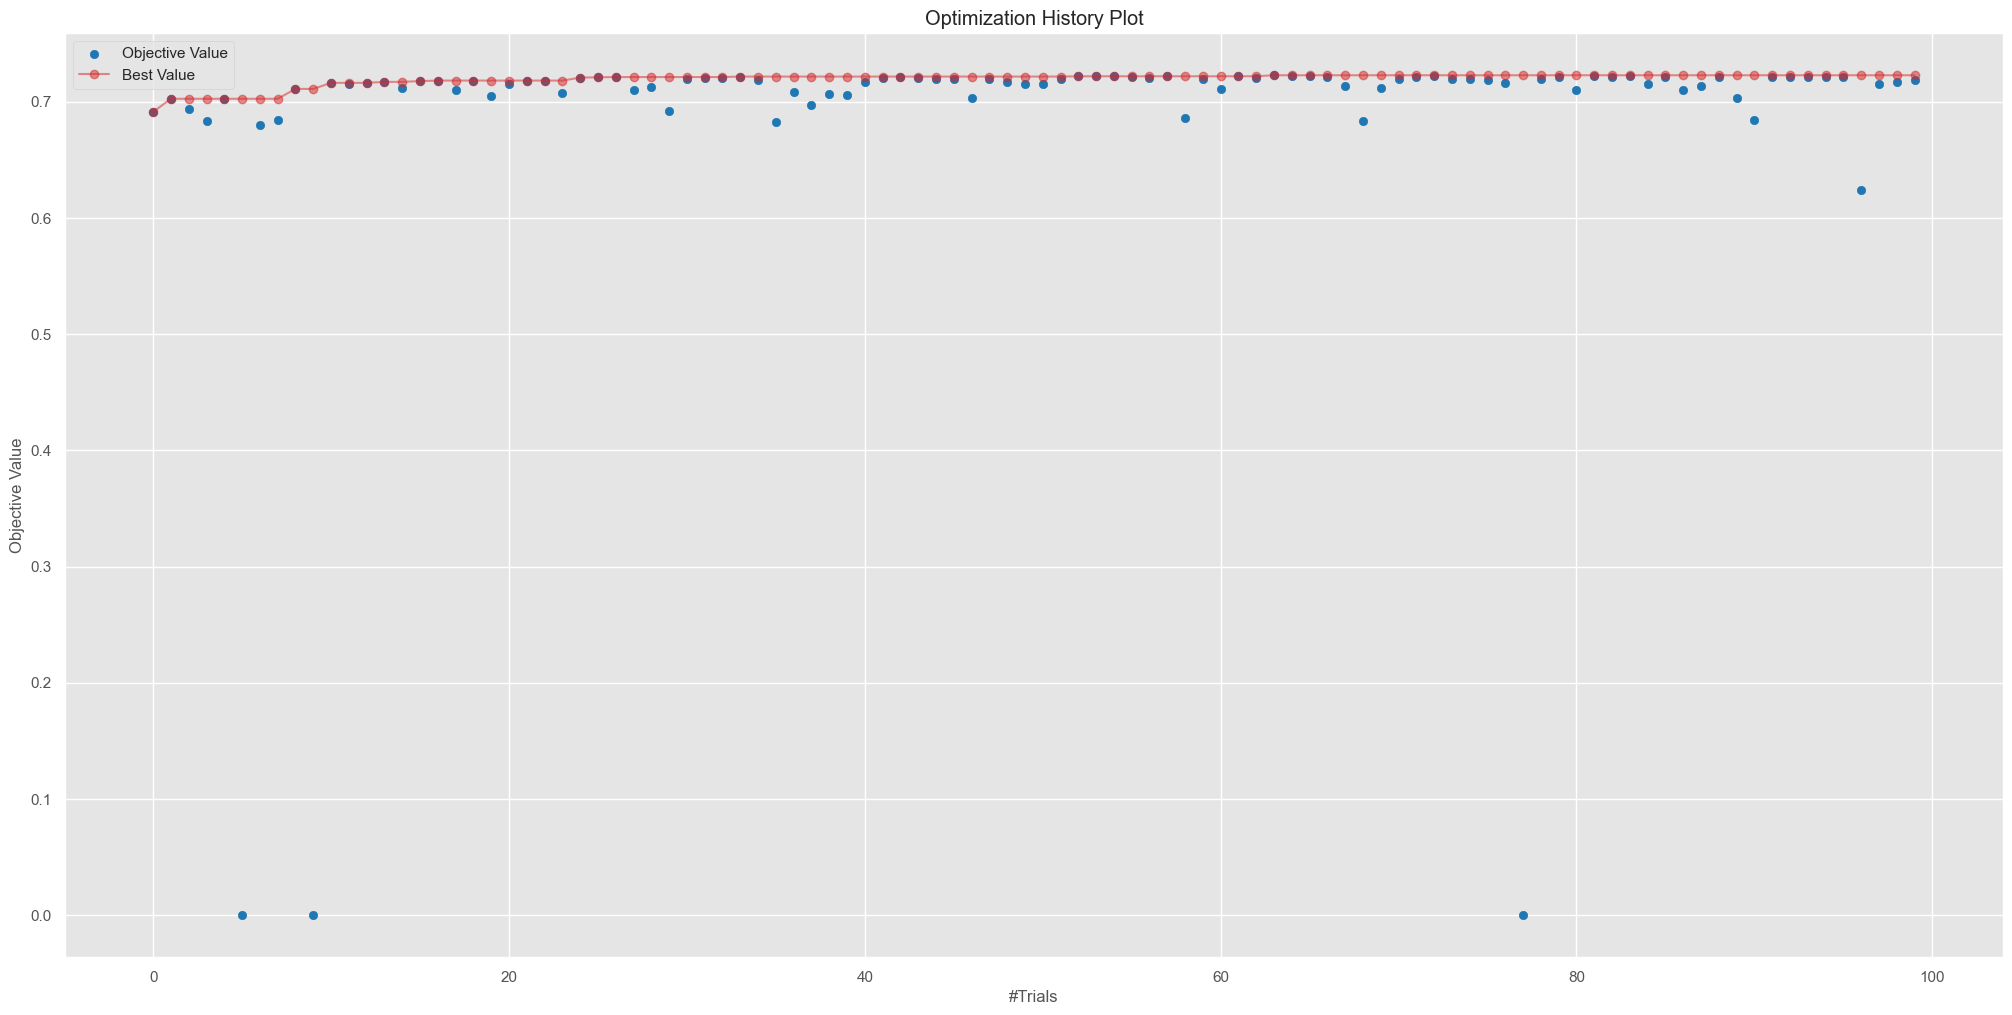 Optimization History Plot
Objective Value
Best Value
0.7
0.6
0.5
0.4
0.3
0.2
0.1
0.0
Objective Value
0 20 40 60 80 100
#Trials